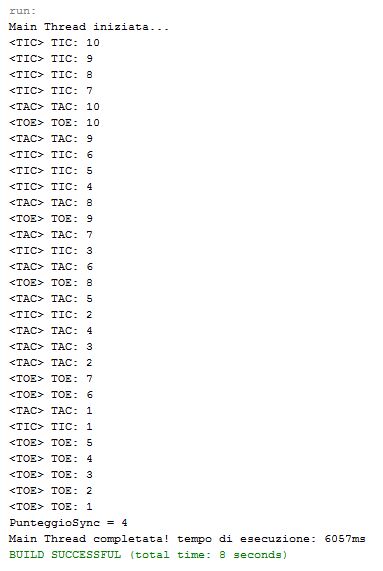 run:
Main Thread iniziata...
<TIC> TIC: 10
<TIC> TIC: 9
<TIC> TIC: 8
<TIC> TIC: 7
<TAC> TAC: 10
<TOE> TOE: 10
<TAC> TAC: 9
<TIC> TIC: 6
<TIC> TIC: 5
<TIC> TIC: 4
<TAC> TAC: 8
<TOE> TOE: 9
<TAC> TAC: 7
<TIC> TIC: 3
<TAC> TAC: 6
<TOE> TOE: 8
<TAC> TAC: 5
<TIC> TIC: 2
<TAC> TAC: 4
<TAC> TAC: 3
<TAC> TAC: 2
<TOE> TOE: 7
<TOE> TOE: 6
<TAC> TAC: 1
<TIC> TIC: 1
<TOE> TOE: 5
<TOE> TOE: 4
<TOE> TOE: 3
<TOE> TOE: 2
<TOE> TOE: 1
PunteggioSync = 4
Main Thread completata! tempo di esecuzione: 6057ms
BUILD SUCCESSFUL (total time: 8 seconds)